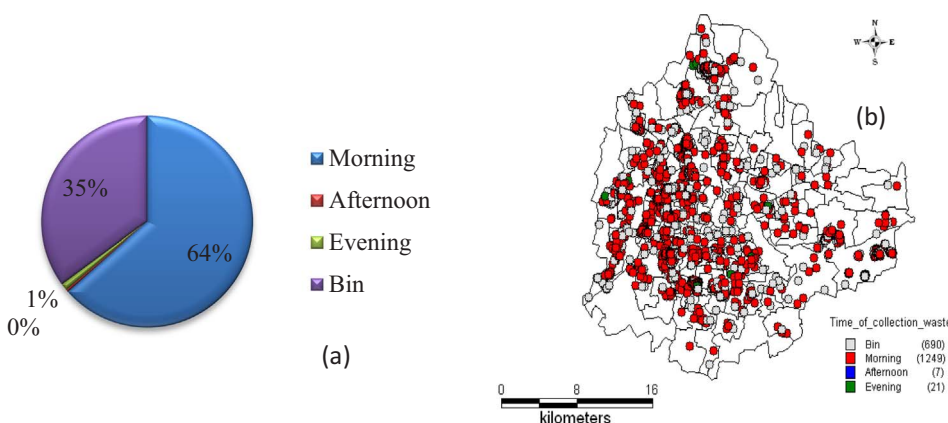 35%
64%
1%
0%
Morning
Afternoon
Evening
Bin
(a)
N
W E
S
(b)
Time_of_collection_waste
Bin (690)
Morning (1249)
Afternoon (7)
Evening (21)
0 8 16
kilometers